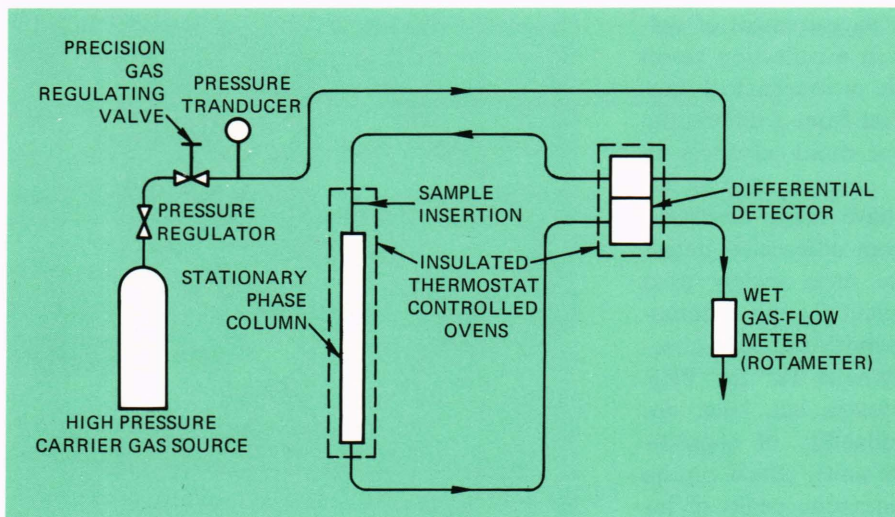 PRECISION
GAS
REGULATING
VALVE
PRESSURE
TRANDUCER
PRESSURE
REGULATOR
SAMPLE
INSERTION
DIFFERENTIAL
DETECTOR
STATIONARY
PHASE
COLUMN
INSULATED
THERMOSTAT
CONTROLLED
OVENS
WET
GAS-FLOW
METER
(ROTAMETER)
HIGH PRESSURE
CARRIER GAS SOURCE